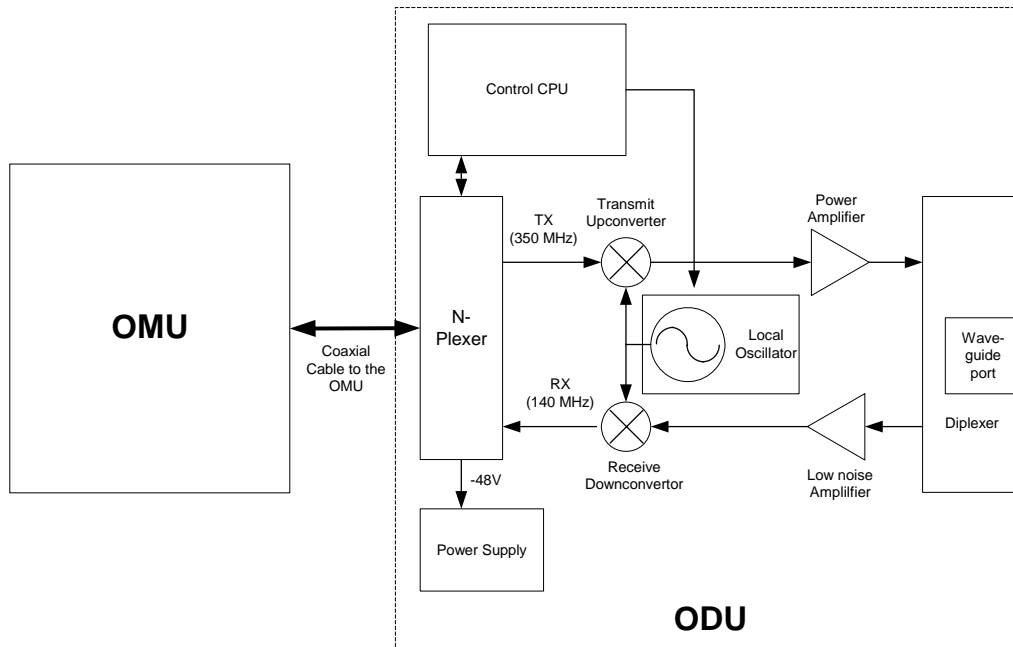 Control CPU
OMU
Coaxial
Cable to the
OMU
N-
Plexer
TX
(350 MHz)
Transmit
Upconverter
Power
Amplifier
Local
Oscillator
Wave-
guide
port
Diplexer
RX
(140 MHz)
Receive
Downconvertor
Low noise
Amplilfier
-48V
Power Supply
ODU